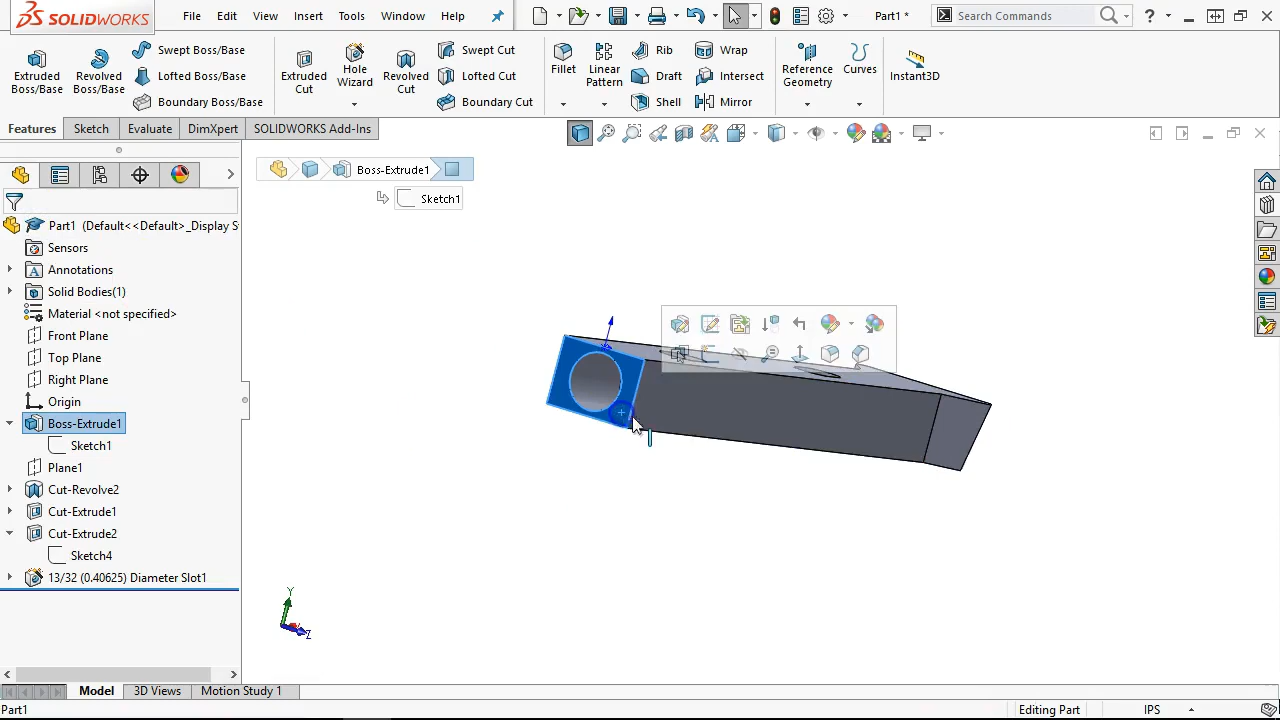 SOLIDWORKS
File Edit View Insert Tools Window Help
Part1 *
Search Commands
Extruded Boss/Base
Revolved Boss/Base
Swept Boss/Base
Lofted Boss/Base
Boundary Boss/Base
Extruded Cut
Hole Wizard
Revolved Cut
Swept Cut
Lofted Cut
Boundary Cut
Fillet
Linear Pattern
Rib
Draft
Shell
Wrap
Intersect
Mirror
Reference Geometry
Curves
Instant3D
Features Sketch Evaluate DimXpert SOLIDWORKS Add-Ins
Boss-Extrude1
Sketch1
Part1 (Default<<Default>_Display S
Sensors
Annotations
Solid Bodies(1)
Material <not specified>
Front Plane
Top Plane
Right Plane
Origin
Boss-Extrude1
Sketch1
Plane1
Cut-Revolve2
Cut-Extrude1
Cut-Extrude2
Sketch4
13/32 (0.40625) Diameter Slot1
Y
Z
Model 3D Views Motion Study 1
Part1 Editing Part IPS